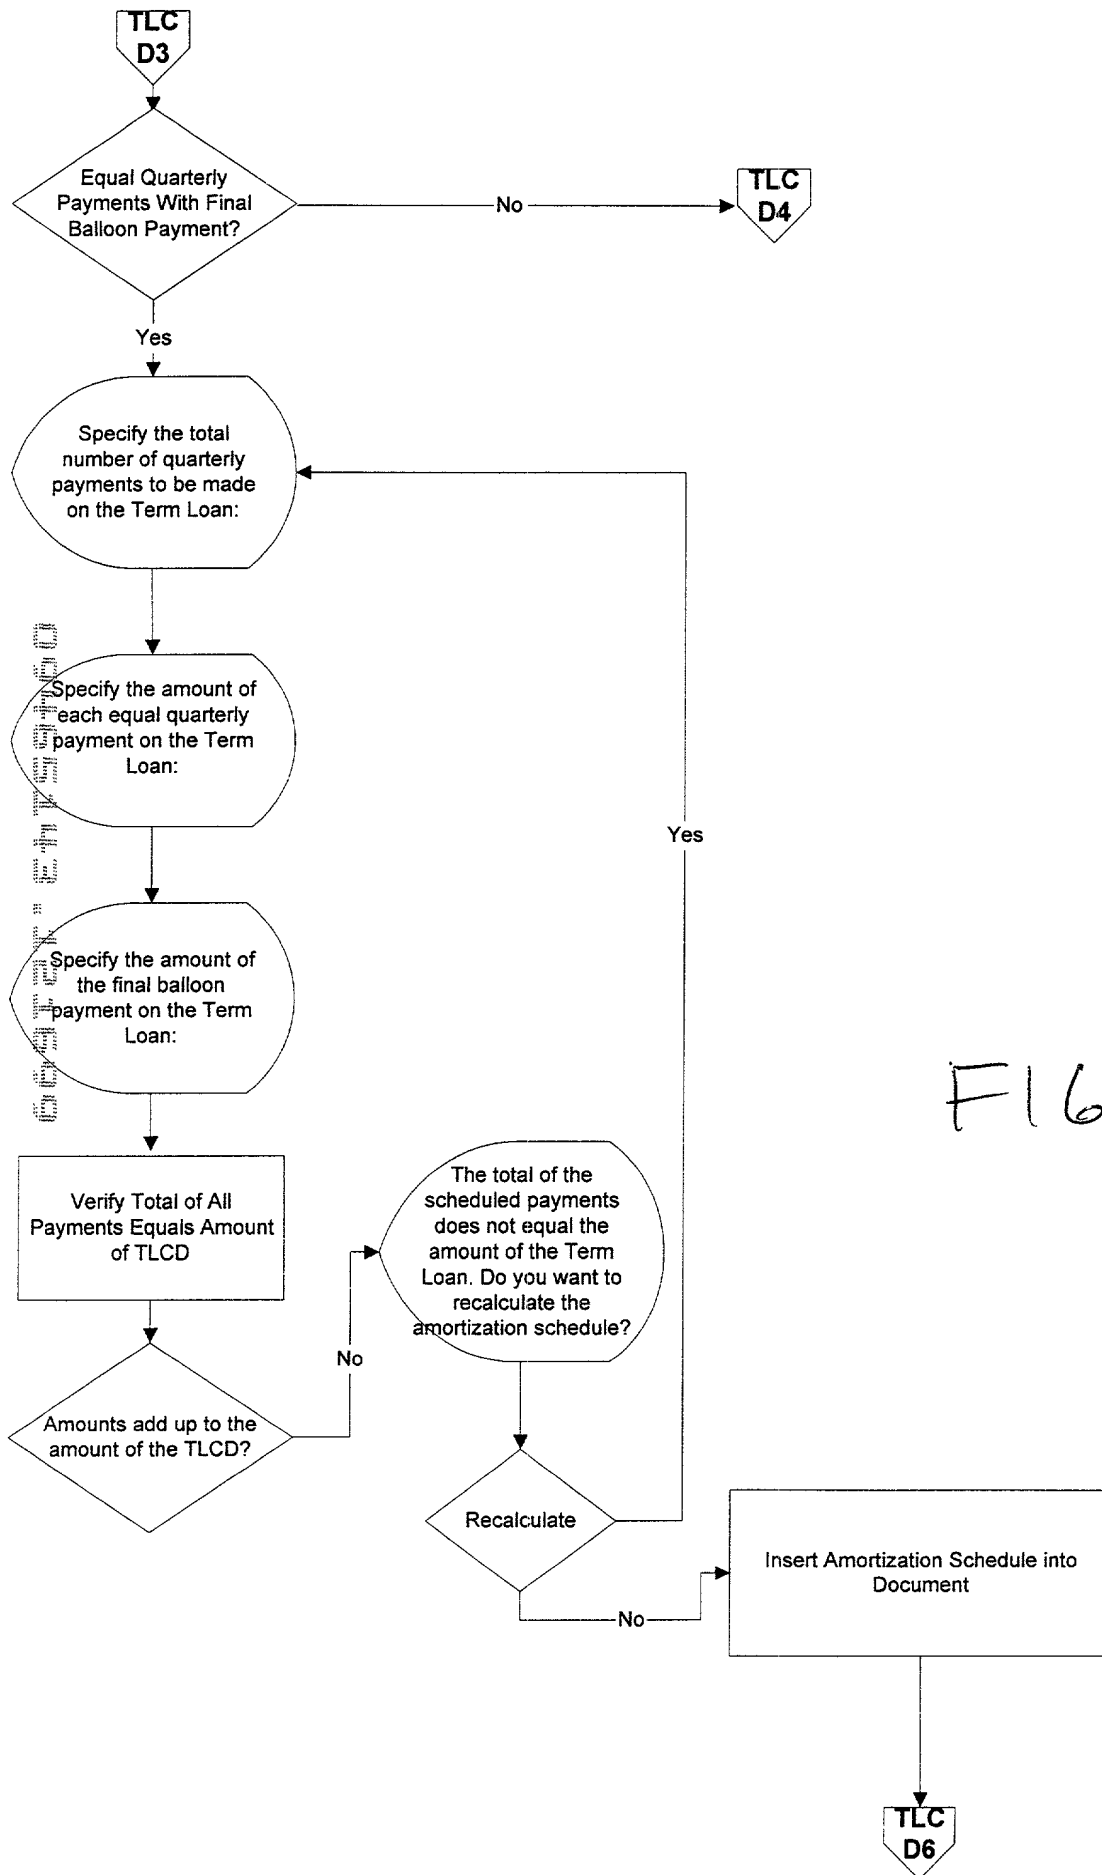 TLC
D3
Equal Quarterly
Payments With Final
Balloon Payment?
No
TLC
D4
Yes
Specify the total
number of quarterly
payments to be made
on the Term Loan:
Specify the amount of
each equal quarterly
payment on the Term
Loan:
Yes
Specify the amount of
the final balloon
payment on the Term
Loan:
Verify Total of All
Payments Equals Amount
of TLCD
The total of the
scheduled payments
does not equal the
amount of the Term
Loan. Do you want to
recalculate the
amortization schedule?
No
Amounts add up to the
amount of the TLCD?
Recalculate
No
Insert Amortization Schedule into
Document
TLC
D6